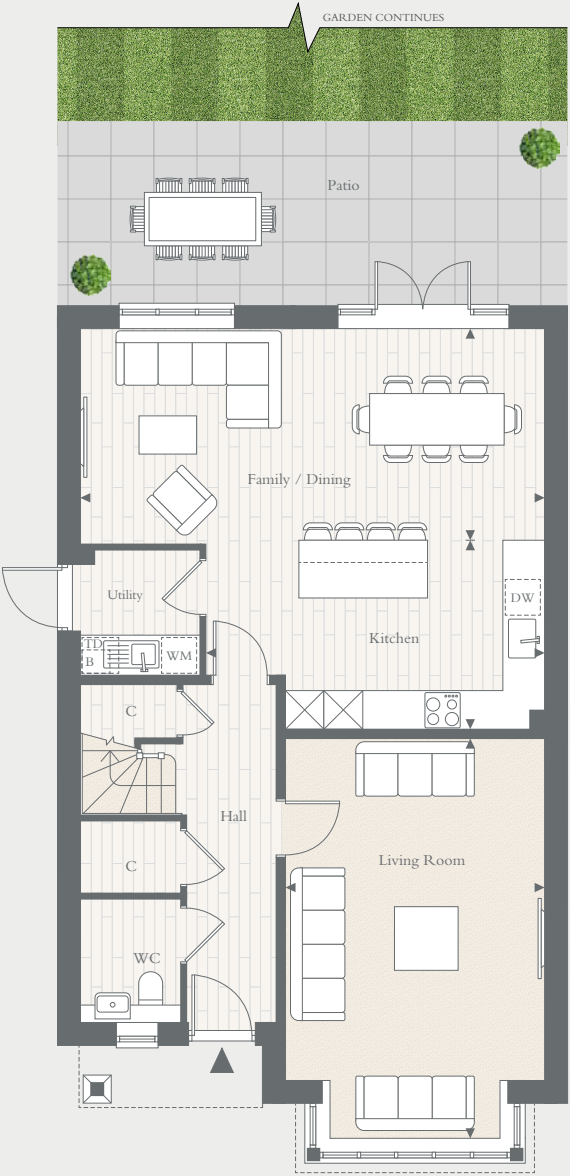 GARDEN CONTINUES
Patio
Family / Dining
Utility
DW
Kitchen
TD
B
WM
C
Hall
Living Room
C
WC